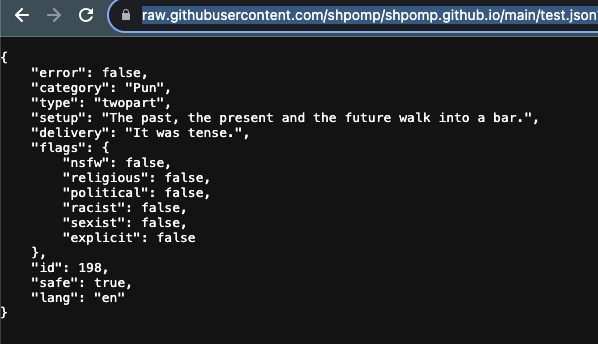 raw.githubusercontent.com/shpomp/shpomp.github.io/main/test.json
{
    "error": false,
    "category": "Pun",
    "type": "twopart",
    "setup": "The past, the present and the future walk into a bar.",
    "delivery": "It was tense.",
    "flags": {
        "nsfw": false,
        "religious": false,
        "political": false,
        "racist": false,
        "sexist": false,
        "explicit": false
    },
    "id": 198,
    "safe": true,
    "lang": "en"
}